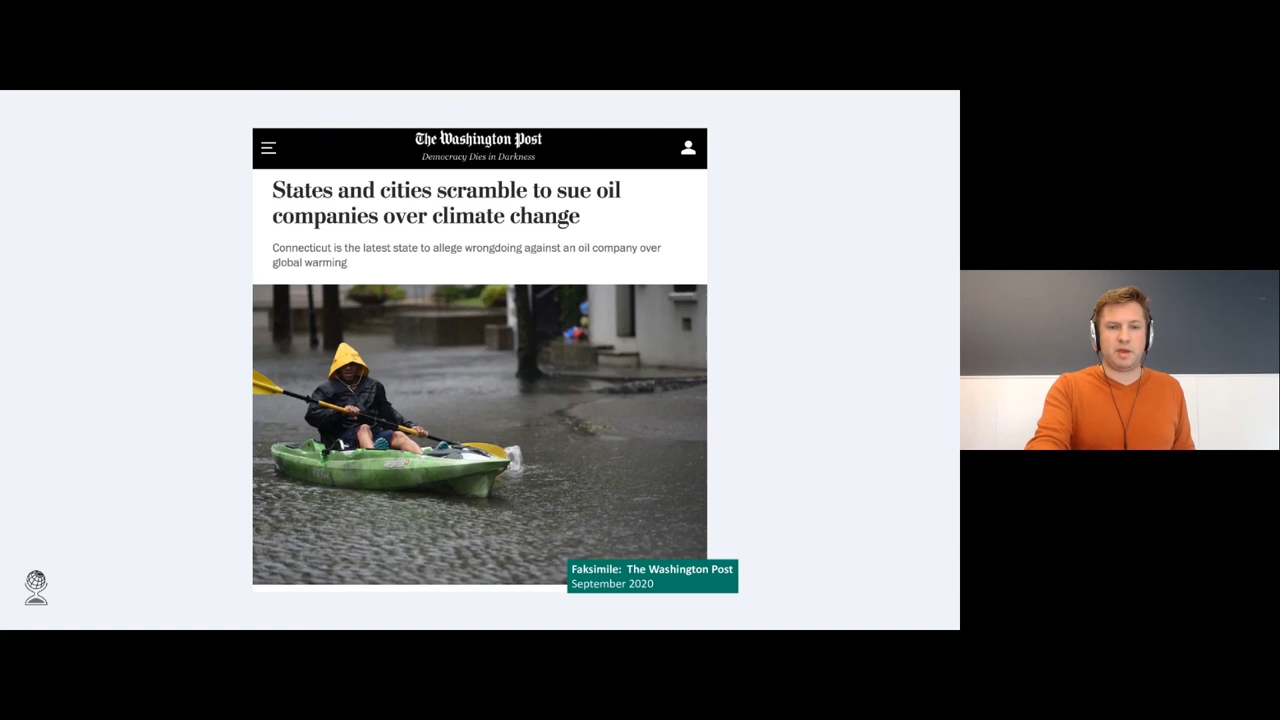 The Washington Post
Democracy Dies in Darkness
States and cities scramble to sue oil
companies over climate change
Connecticut is the latest state to allege wrongdoing against an oil company over
global warming
Faksimile: The Washington Post
September 2020